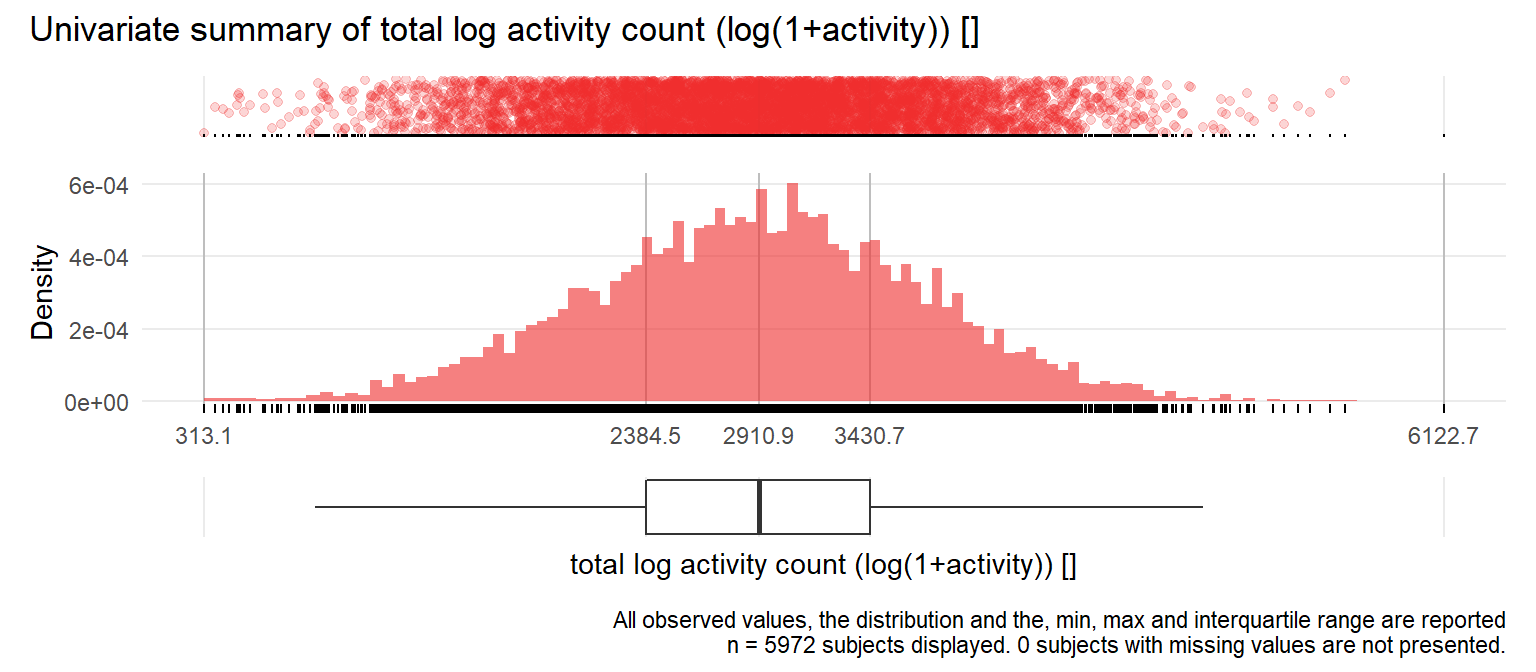 Univariate summary of total log activity count (log(1+activity)) []
6e-04
4e-04
2e-04
0e+00
Density
313.1 2384.5 2910.9 3430.7 6122.7
total log activity count (log(1+activity)) []
All observed values, the distribution and the, min, max and interquartile range are reported
n = 5972 subjects displayed. 0 subjects with missing values are not presented.